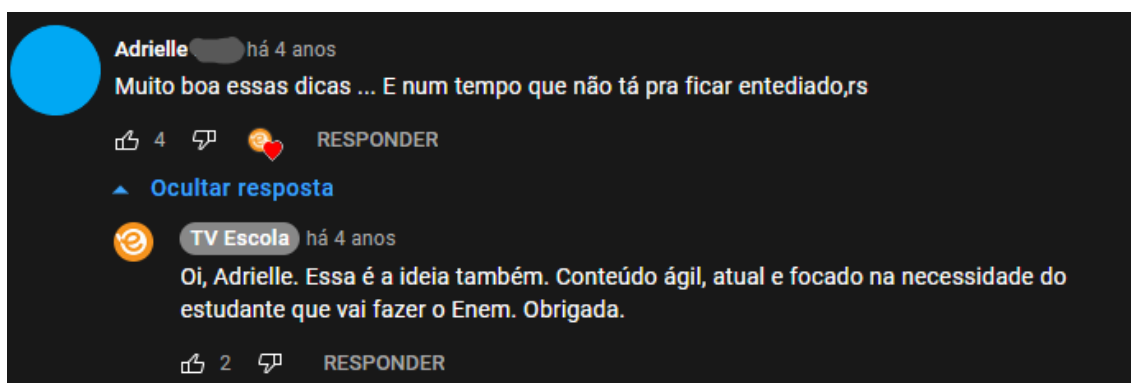 Adrielle há 4 anos
Muito boa essas dicas ... E num tempo que não tá pra ficar entediado,rs
4 RESPONDER
Ocultar resposta
TV Escola há 4 anos
Oi, Adrielle. Essa é a ideia também. Conteúdo ágil, atual e focado na necessidade do
estudante que vai fazer o Enem. Obrigada.
2 RESPONDER